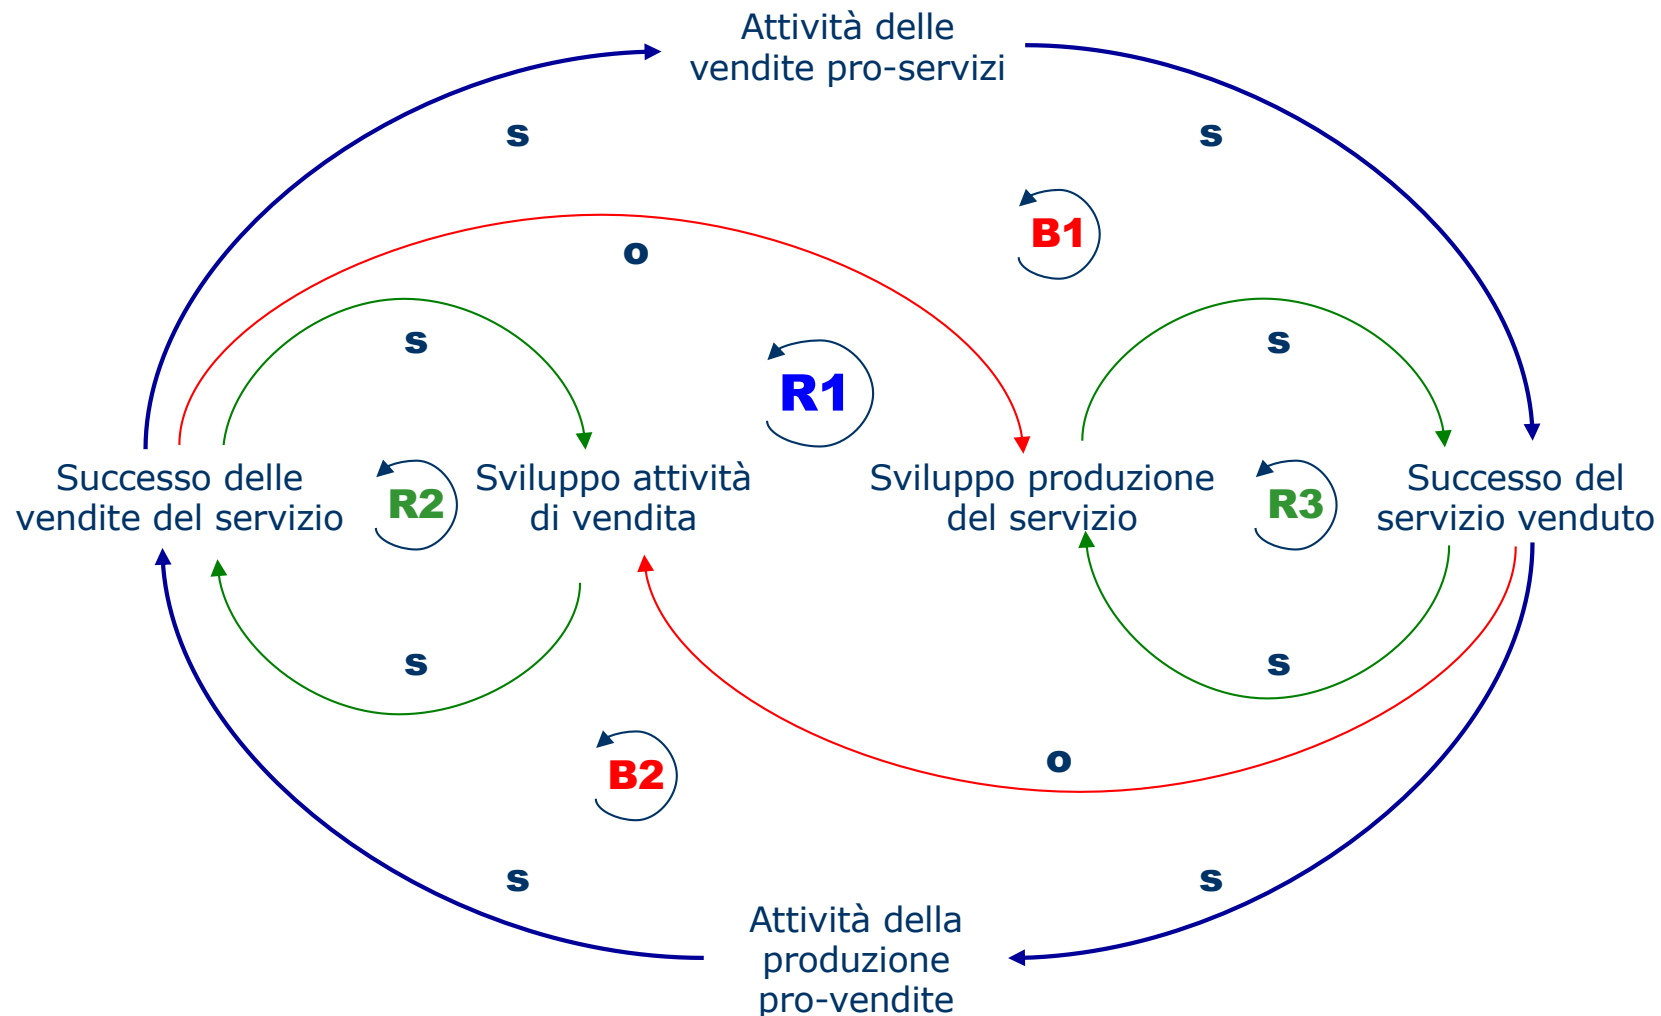 Attività delle
vendite pro-servizi
s
s
B1
o
s
s
R1
Successo delle
vendite del servizio
R2
Sviluppo attività
di vendita
Sviluppo produzione
del servizio
R3
Successo del
servizio venduto
s
s
o
B2
s
s
Attività della
produzione
pro-vendite